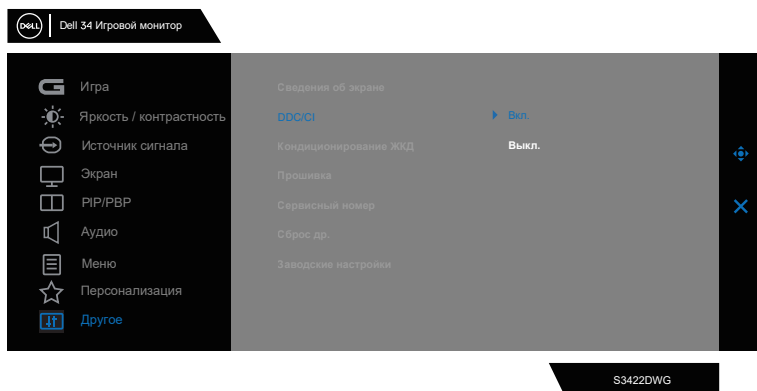 DELL
Dell 34 Игровой монитор
Игра
Яркость / контрастность
Источник сигнала
Экран
PIP/PBP
Аудио
Меню
Персонализация
Другое
Сведения об экране
DDC/CI
Кондиционирование ЖКД
Прошивка
Сервисный номер
Сброс др.
Заводские настройки
Вкл.
Выкл.
S3422DWG